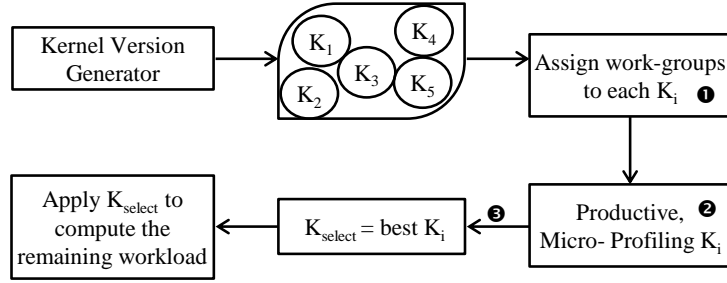 Kernel Version
Generator
K1
K2
K3
K4
K5
Assign work-groups
to each Ki ❶
Productive, ❷
Micro- Profiling Ki
❸
Kselect = best Ki
Apply Kselect to
compute the
remaining workload